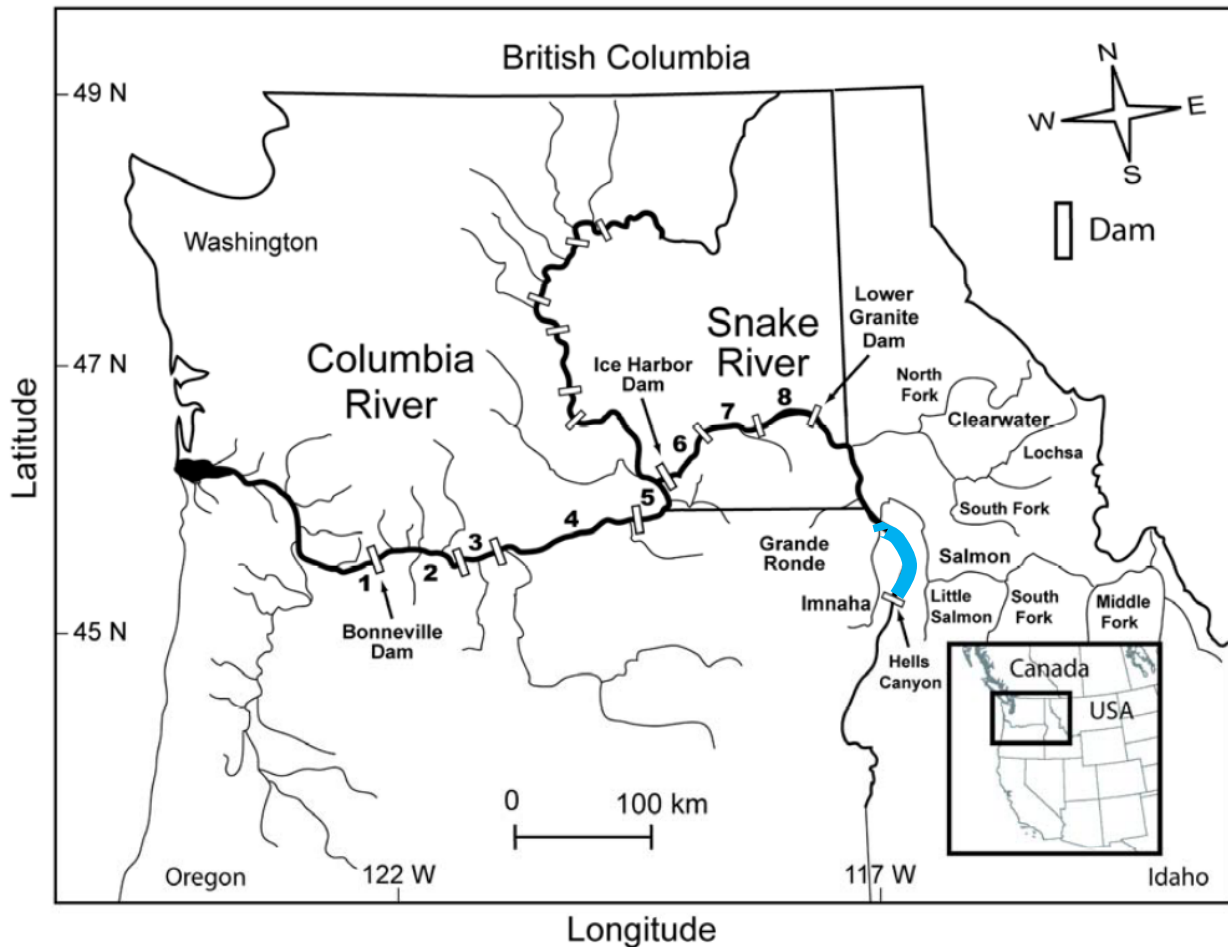 British Columbia
49 N
N
W
E
S
Dam
Washington
Lower
Granite
Dam
Snake
River
Columbia
River
Ice Harbor
Dam
47 N
North
Fork
Clearwater
Lochsa
8
7
6
5
South Fork
4
3
2
1
Grande
Ronde
Salmon
Imnaha
Little
Salmon
South
Fork
Middle
Fork
Bonneville
Dam
45 N
Hells
Canyon
Canada
USA
0
100 km
Oregon
122 W
117 W
Idaho
Latitude
Longitude